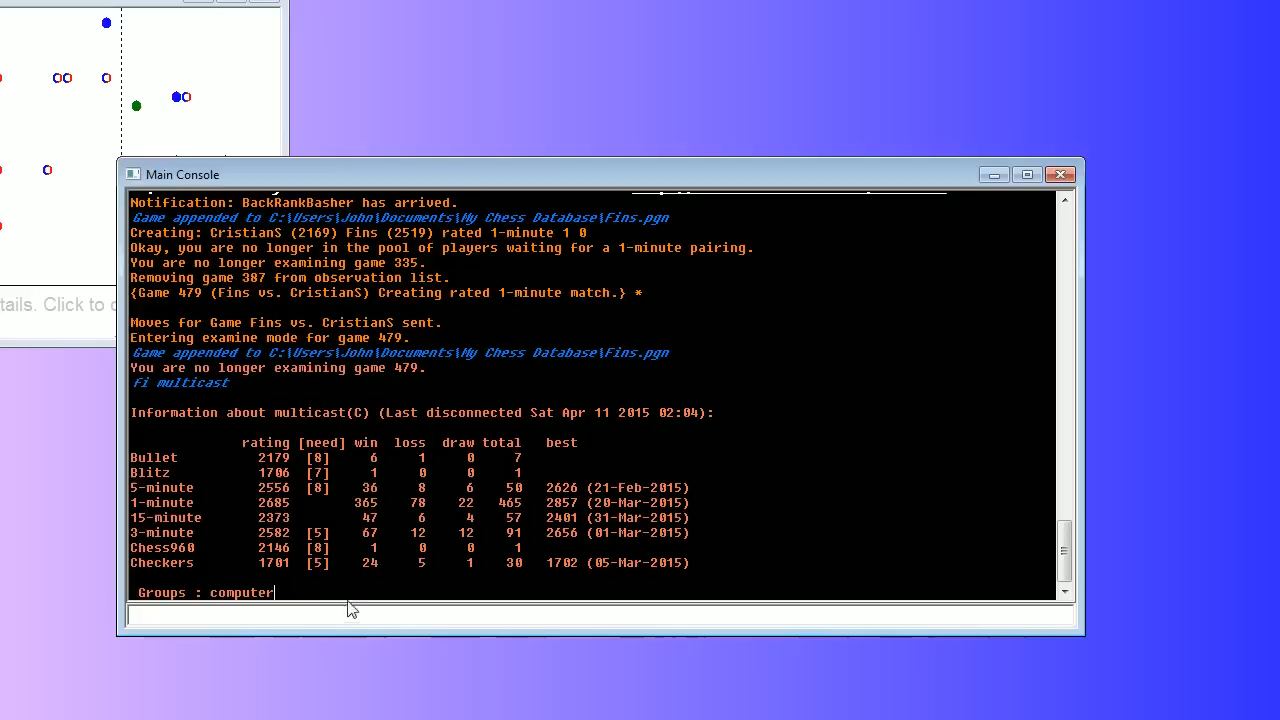 Main Console
Notification: BackRankBasher has arrived.
Game appended to C:\Users\John\Documents\My Chess Database\Fins.pgn
Creating: CristianS (2169) Fins (2519) rated 1-minute 1 0
Okay, you are no longer in the pool of players waiting for a 1-minute pairing.
You are no longer examining game 335.
Removing game 387 from observation list.
{Game 479 (Fins vs. CristianS) Creating rated 1-minute match.} *
tails. Click to
Moves for Game Fins vs. CristianS sent.
Entering examine mode for game 479.
Game appended to C:\Users\John\Documents\My Chess Database\Fins.pgn
You are no longer examining game 479.
Fi multicast
Information about multicast(C) (Last disconnected Sat Apr 11 2015 02:04):
rating [need] win loss draw total best
Bullet 2179 [8] 6 1 0 7
Blitz 1706 [7] 1 0 0 1
5-minute 2556 [8] 36 8 6 50 2626 (21-Feb-2015)
1-minute 2685 365 78 22 465 2857 (20-Mar-2015)
15-minute 2373 47 6 4 57 2401 (31-Mar-2015)
3-minute 2582 [5] 67 12 12 91 2656 (01-Mar-2015)
Chess960 2146 [8] 1 0 0 1
Checkers 1701 [5] 24 5 1 30 1702 (05-Mar-2015)
Groups : computer